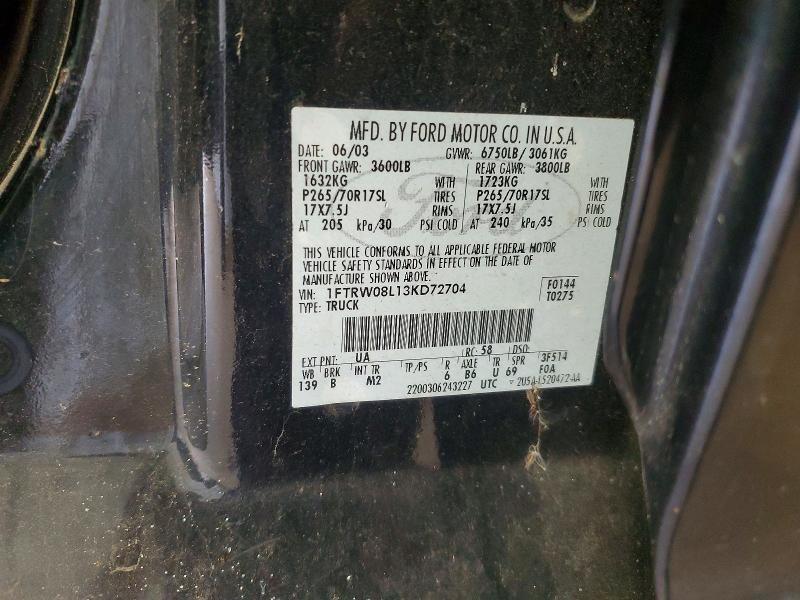 MFD. BY FORD MOTOR CO. IN U.S.A.
DATE: 06/03 GVWR: 6750LB/ 3061KG
FRONT GAWR: 3600LB REAR GAWR: 3800LB
1632KG WITH 1723KG WITH
P265/70R17SL TIRES P265/70R17SL TIRES
17X7.5J RIMS 17X7.5J RIMS
AT 205 kPa/30 PSI COLD AT 240 kPa/35 PSI COLD
Ford
THIS VEHICLE CONFORMS TO ALL APPLICABLE FEDERAL MOTOR
VEHICLE SAFETY STANDARDS IN EFFECT ON THE DATE OF
MANUFACTURE SHOWN ABOVE.
VIN: 1FTRW08L13KD72704 F0144
TYPE: TRUCK T0275
EXT PNT: UA RC: 58 DSO:
WB BRK INT TR TP/PS R AXLE TR SPR 3F514
139 B M2 6 B6 U 69 F0A
2200306243227 UTC ▽ 2U5A-1520472-AA